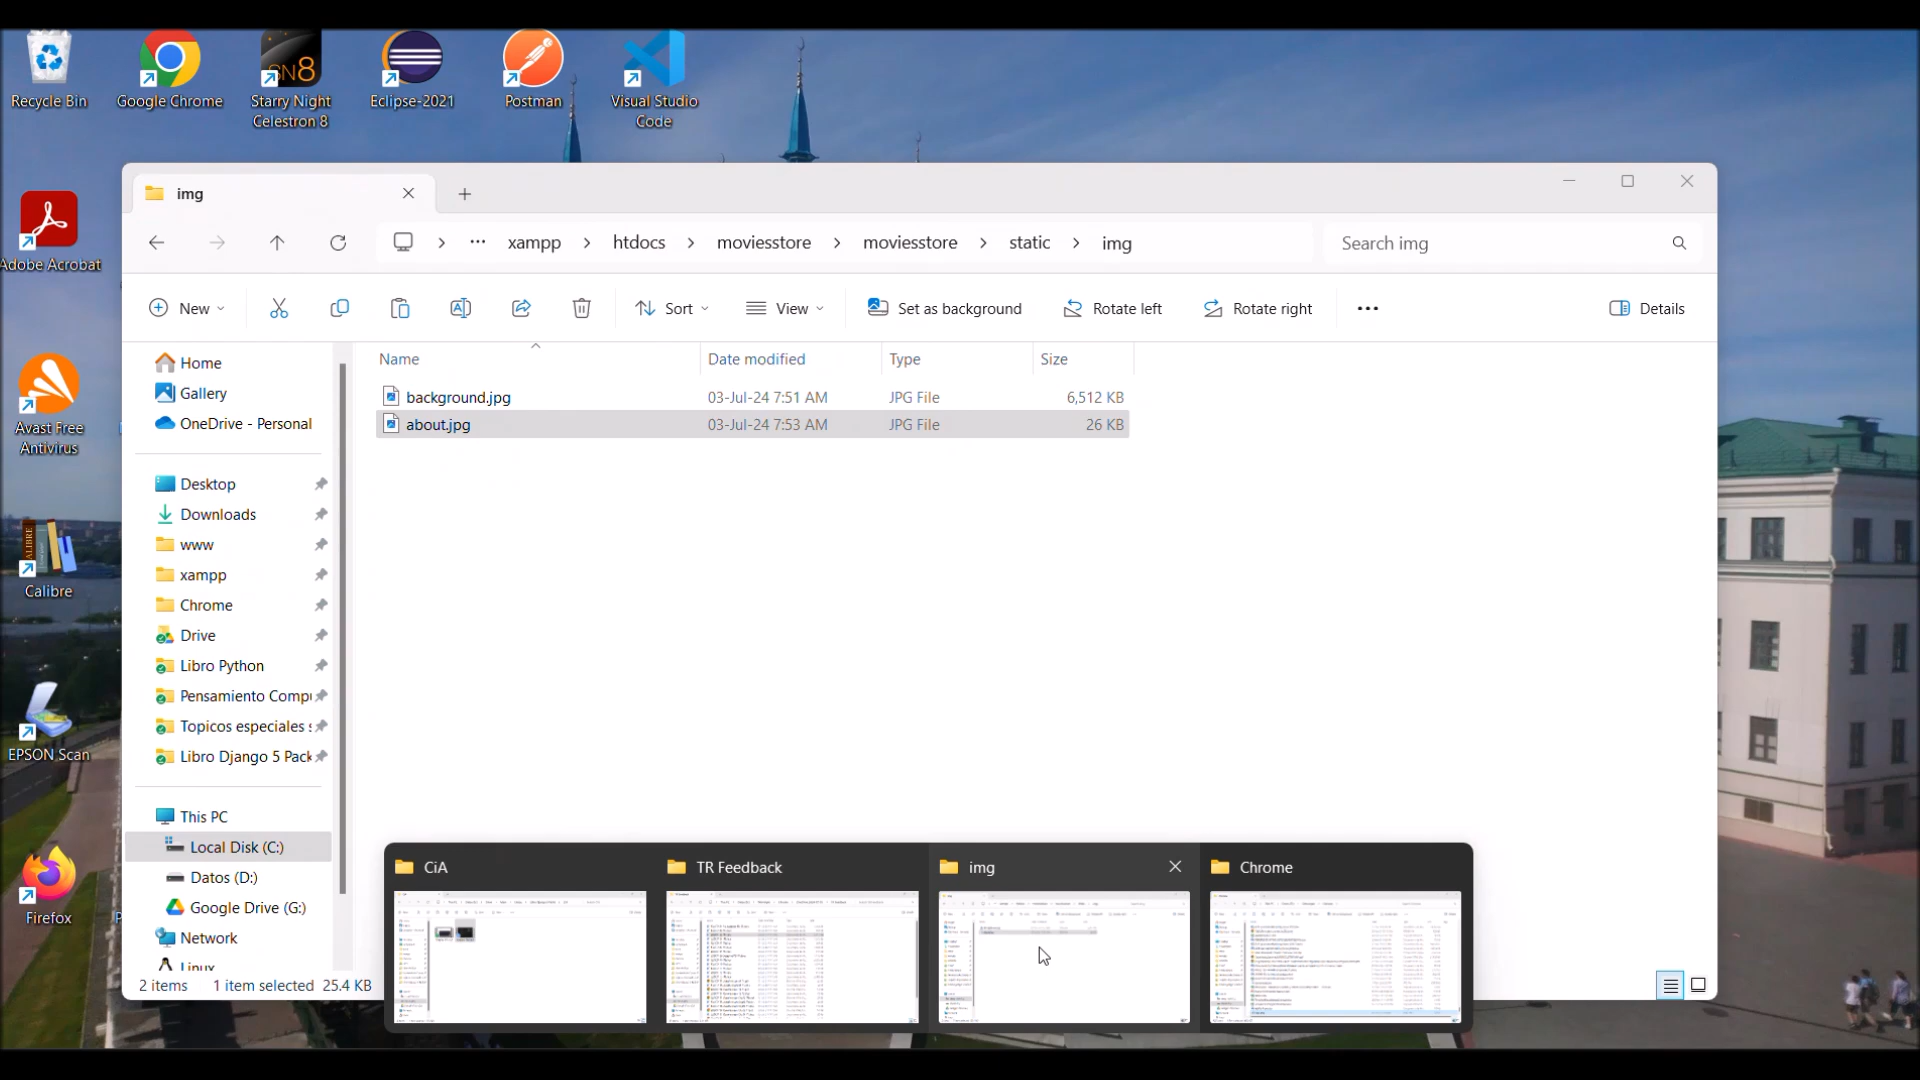 Recycle Bin
Google Chrome
Starry Night
Celestron 8
Eclipse-2021
Postman
Visual Studio
Code
SN8
Adobe Acrobat
Avast Free
Antivirus
CALIBRE
Calibre
EPSON Scan
Firefox
P
img
xampp
htdocs
moviesstore
moviesstore
static
img
Search img
New
Sort
View
Set as background
Rotate left
Rotate right
Details
Home
Gallery
OneDrive - Personal
Desktop
Downloads
www
xampp
Chrome
Drive
Libro Python
Pensamiento Compu
Topicos especiales s
Libro Django 5 Pack
This PC
Local Disk (C:)
Datos (D:)
Google Drive (G:)
Network
Linux
Name Date modified Type Size
background.jpg 03-Jul-24 7:51 AM JPG File 6,512 KB
about.jpg 03-Jul-24 7:53 AM JPG File 26 KB
2 items 1 item selected 25.4 KB
CiA
TR Feedback
img
Chrome